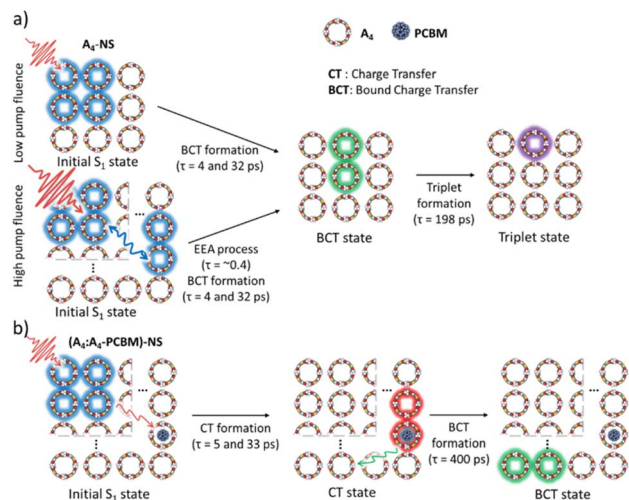 a)
A₄-NS
A₄
PCBM
CT : Charge Transfer
BCT: Bound Charge Transfer
Low pump fluence
Initial S₁ state
BCT formation
(τ = 4 and 32 ps)
High pump fluence
...
⋮
Initial S₁ state
EEA process
(τ = ~0.4)
BCT formation
(τ = 4 and 32 ps)
BCT state
Triplet
formation
(τ = 198 ps)
Triplet state
b)
(A₄:A₄-PCBM)-NS
...
⋮
Initial S₁ state
CT formation
(τ = 5 and 33 ps)
...
⋮
CT state
BCT
formation
(τ = 400 ps)
...
⋮
BCT state